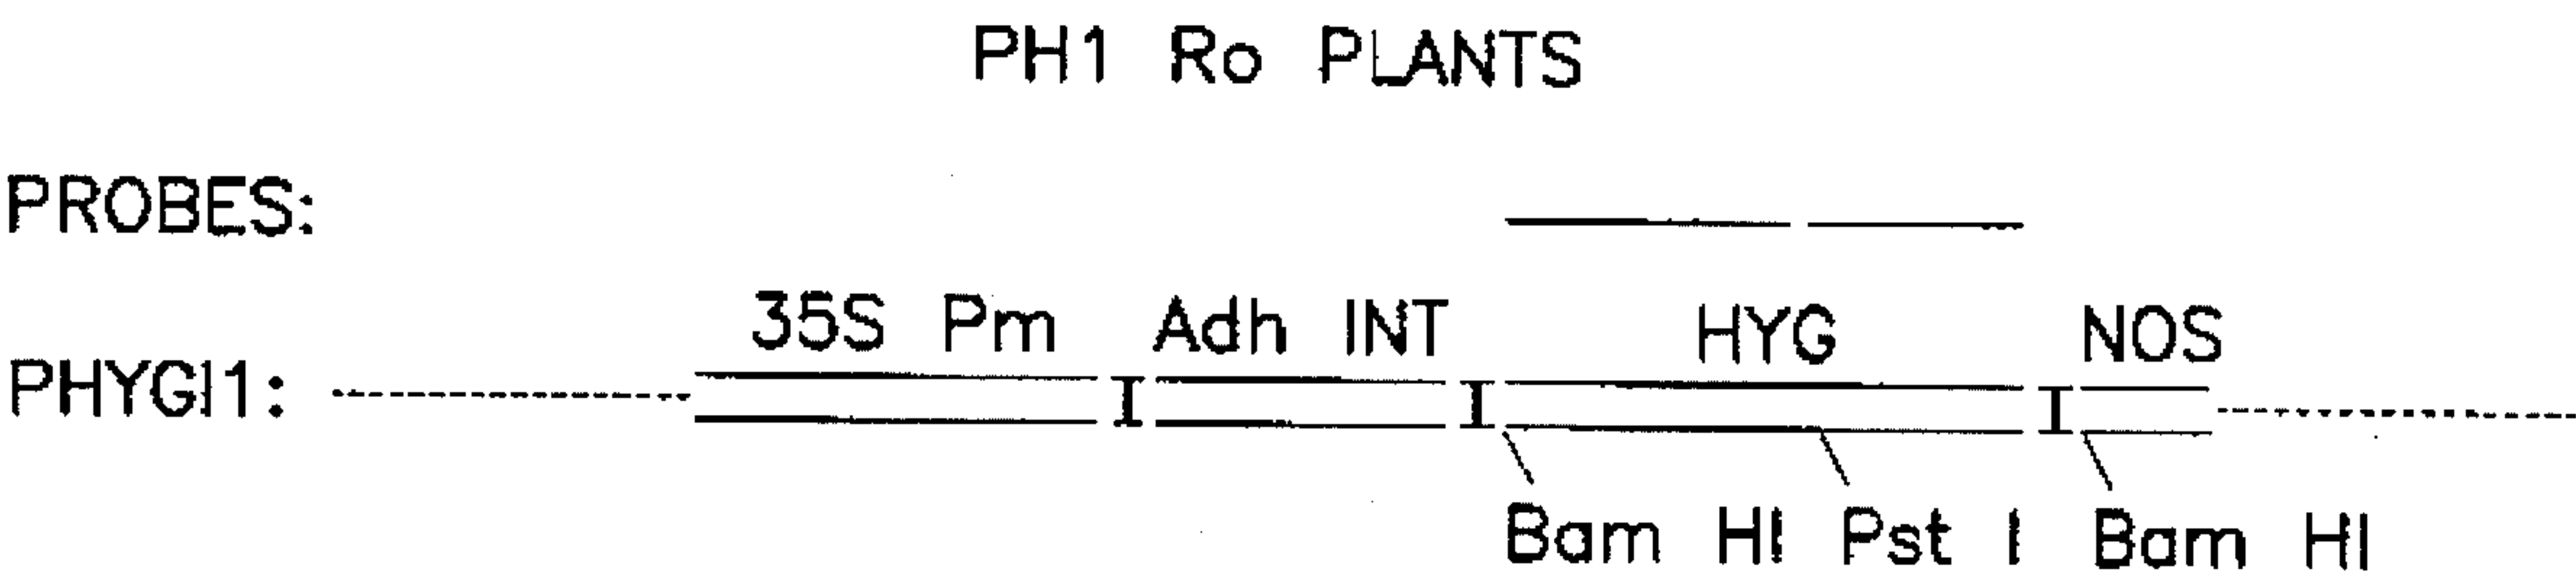 PH1 Ro PLANTS
PROBES:
35S Pm Adh INT HYG NOS
PHYGI1:
Bam HI Pst I Bam HI